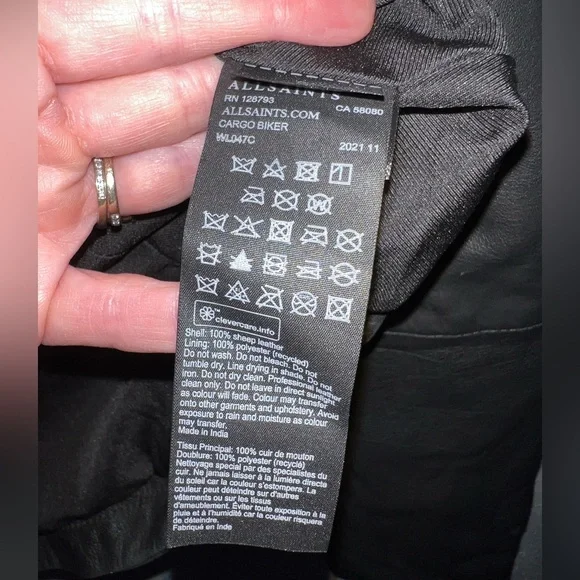 ALLSAINTS
RN 128793 CA 58080
ALLSAINTS.COM
CARGO BIKER
WL047C 2021 11
clevercare.info
Shell: 100% sheep leather
Lining: 100% polyester (recycled)
Do not wash. Do not bleach. Do not
tumble dry. Line drying in shade. Do not
iron. Do not dry clean. Professional leather
clean only. Do not leave in direct sunlight
as colour will fade. Colour may transfer
onto other garments and upholstery. Avoid
exposure to rain and moisture as colour
may transfer.
Made in India
Tissu Principal: 100% cuir de mouton
Doublure: 100% polyester (recyclé)
Nettoyage special par des spécialistes du
cuir. Ne jamais laisser à la lumière directe
du soleil car la couleur s'estompera. La
couleur peut déteindre sur d'autres
vêtements ou sur les tissus
d'ameublement. Éviter toute exposition à la
pluie et à l'humidité car la couleur risquera
de déteindre.
Fabriqué en Inde